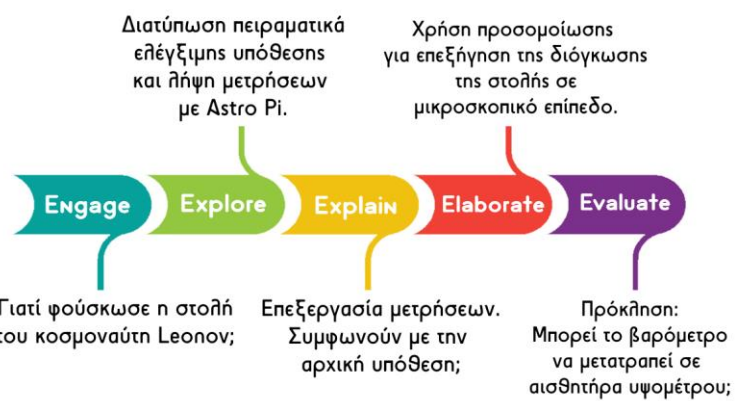 Διατύπωση πειραματικά
ελέγξιμης υπόθεσης
και λήψη μετρήσεων
με Astro Pi.
Χρήση προσομοίωσης
για επεξήγηση της διόγκωσης
της στολής σε
μικροσκοπικό επίπεδο.
Engage
Explore
Explain
Elaborate
Evaluate
Γιατί φούσκωσε η στολή
του κοσμοναύτη Leonov;
Επεξεργασία μετρήσεων.
Συμφωνούν με την
αρχική υπόθεση;
Πρόκληση:
Μπορεί το βαρόμετρο
να μετατραπεί σε
αισθητήρα υψομέτρου;